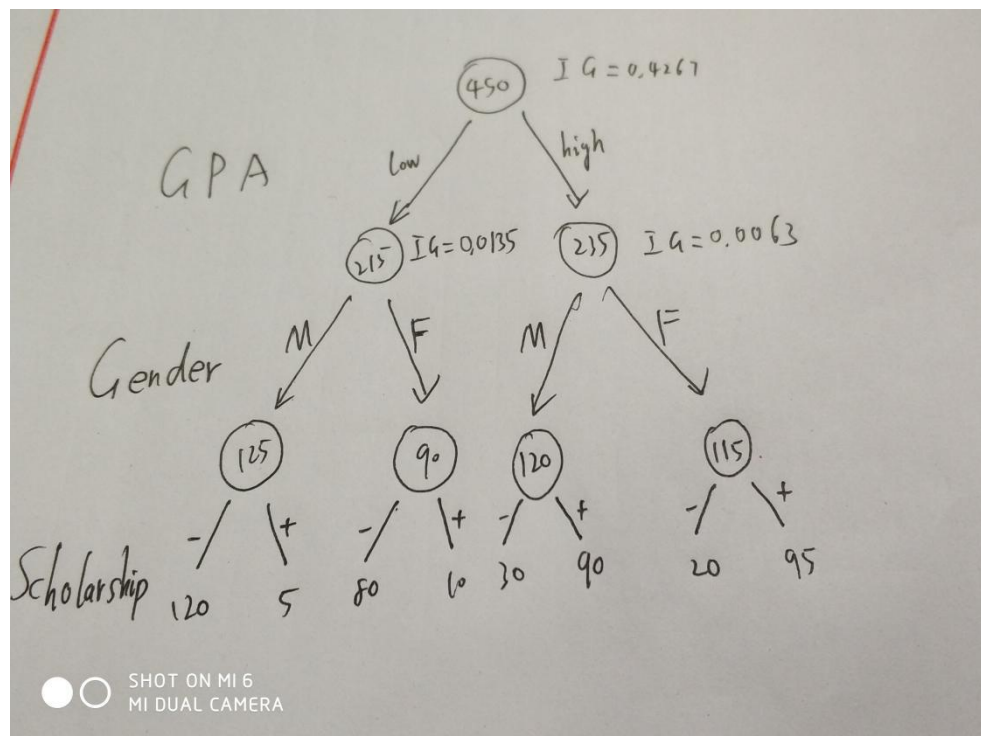 450 IG=0.4267
low high
GPA
215 IG=0.0135 235 IG=0.0063
M F M F
Gender
125 90 120 115
- + - + - + - +
Scholarship 120 5 80 10 30 90 20 95
SHOT ON MI 6
MI DUAL CAMERA